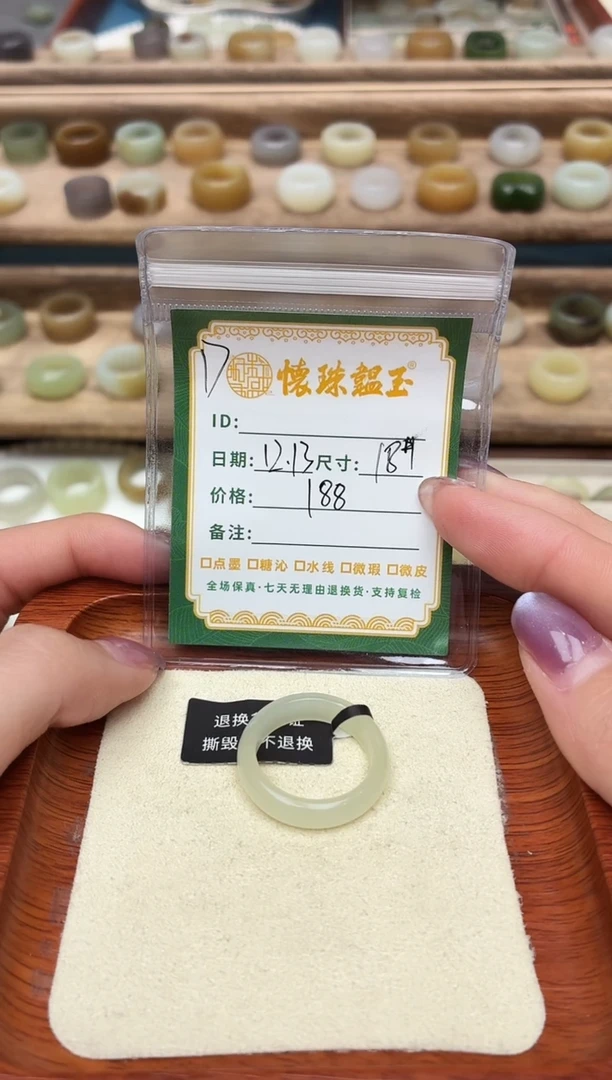 17
懷珠韞玉®
ID:
日期: 12.13 尺寸: 18#
价格: 188
备注:
□点墨 □糖沁 □水线 □微瑕 □微皮
全场保真·七天无理由退换货·支持复检
退换 证
撕毁 不退换